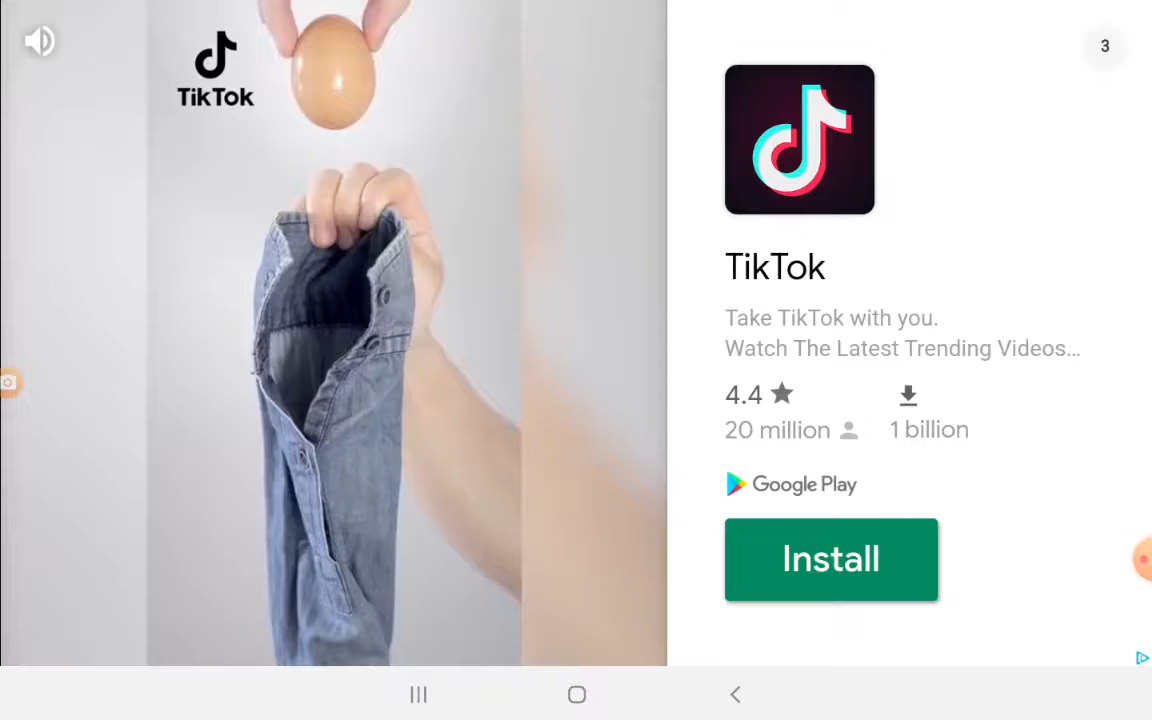 TikTok
3
TikTok
Take TikTok with you.
Watch The Latest Trending Videos...
4.4
20 million
1 billion
Google Play
Install